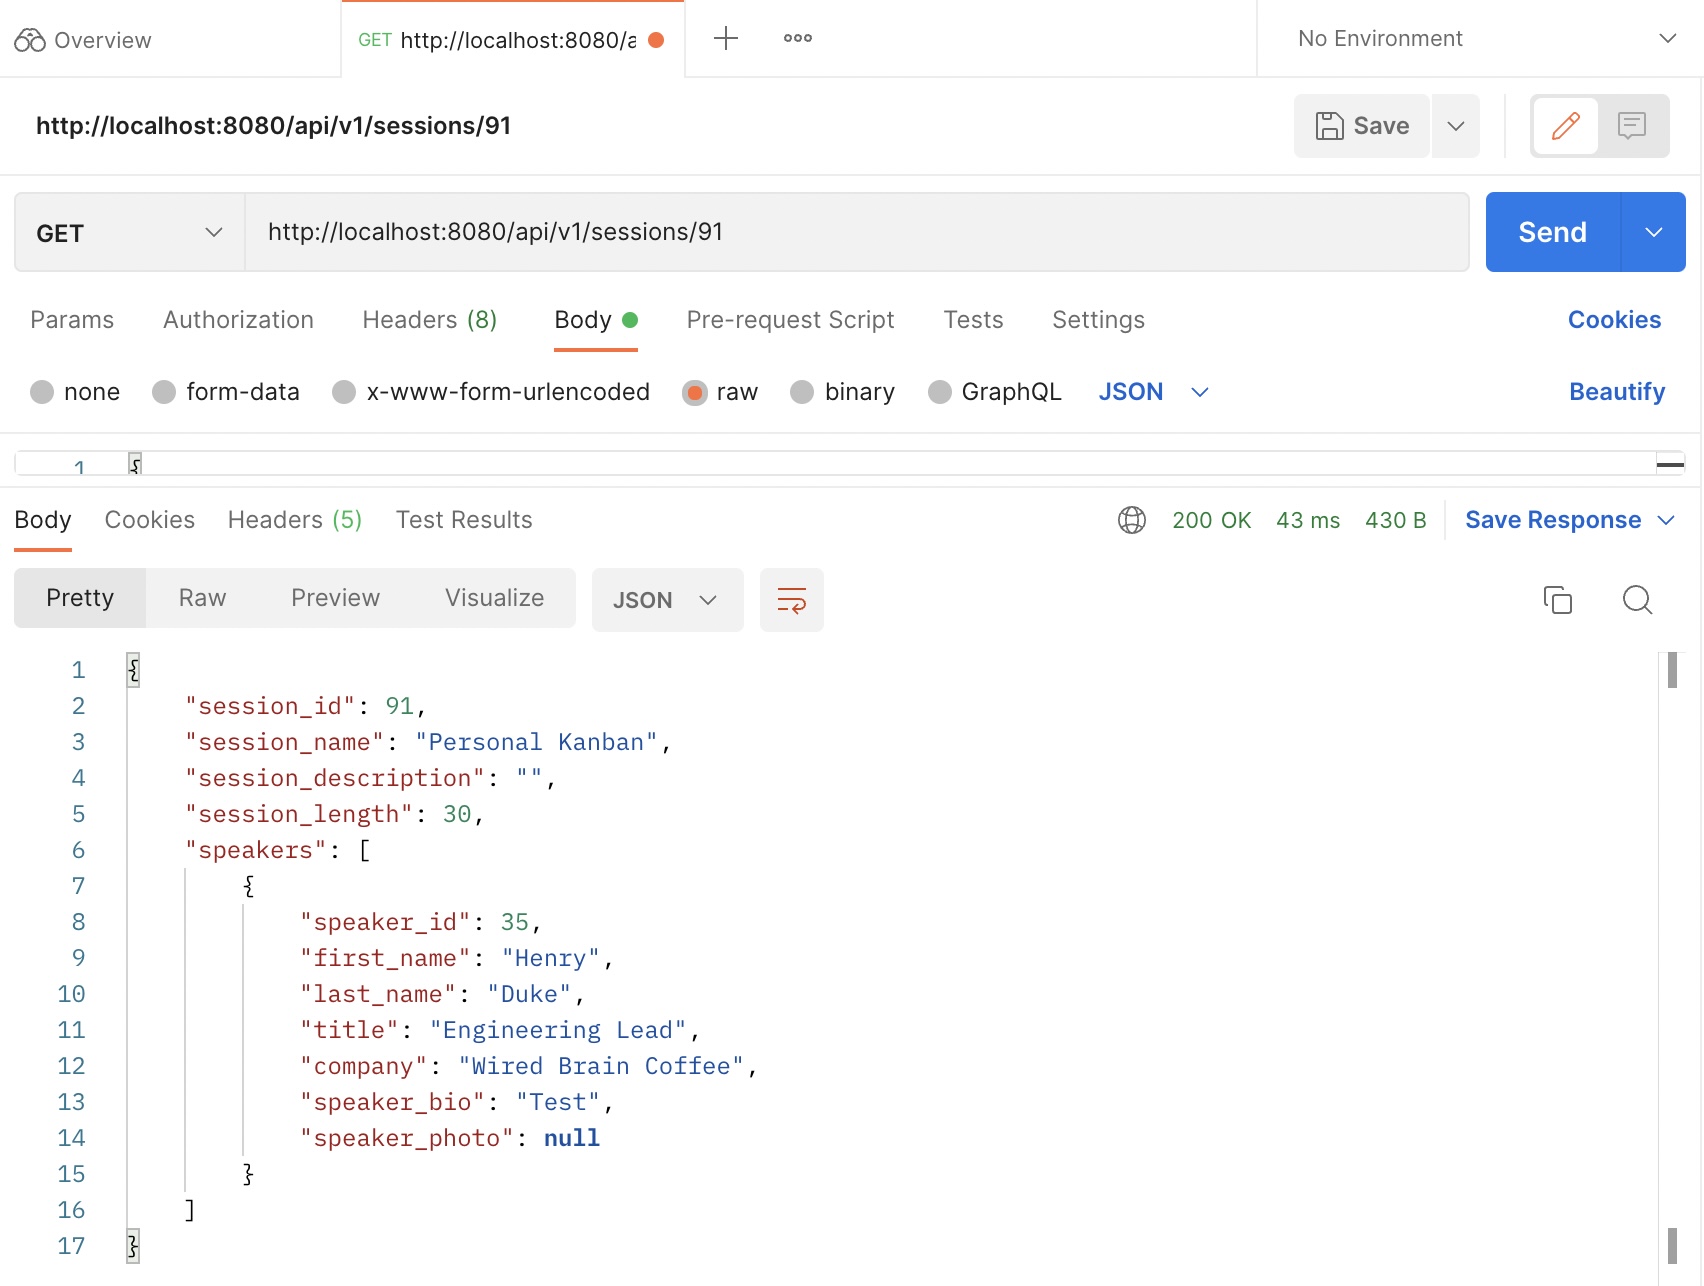 Overview
GET http://localhost:8080/a
No Environment
http://localhost:8080/api/v1/sessions/91
Save
GET
http://localhost:8080/api/v1/sessions/91
Send
Params Authorization Headers (8) Body Pre-request Script Tests Settings Cookies
none form-data x-www-form-urlencoded raw binary GraphQL JSON Beautify
1 {
Body Cookies Headers (5) Test Results 200 OK 43 ms 430 B Save Response
Pretty Raw Preview Visualize JSON
1 {
2 "session_id": 91,
3 "session_name": "Personal Kanban",
4 "session_description": "",
5 "session_length": 30,
6 "speakers": [
7 {
8 "speaker_id": 35,
9 "first_name": "Henry",
10 "last_name": "Duke",
11 "title": "Engineering Lead",
12 "company": "Wired Brain Coffee",
13 "speaker_bio": "Test",
14 "speaker_photo": null
15 }
16 ]
17 }